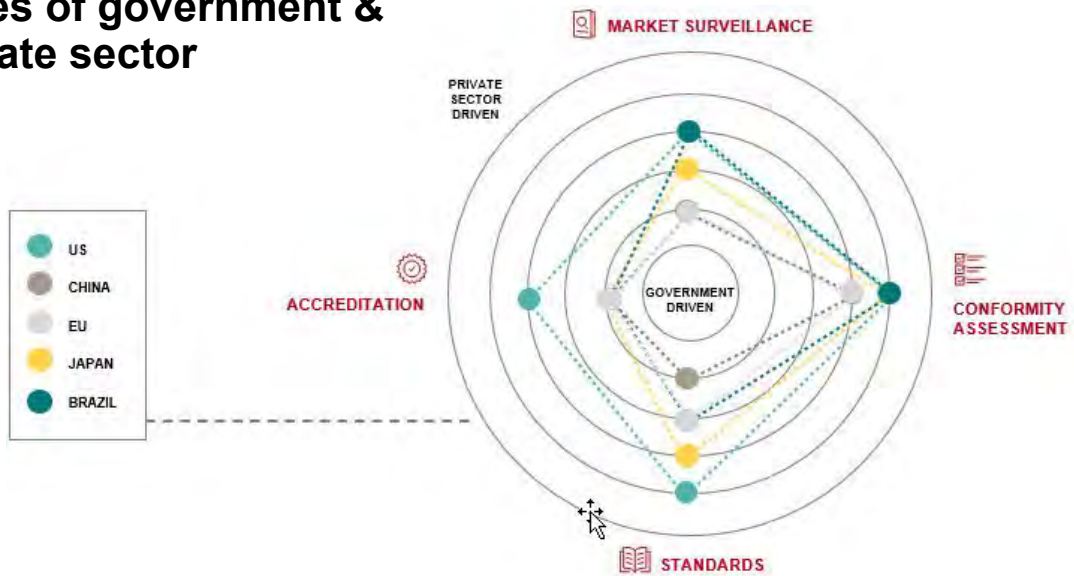 es of government &
ate sector
MARKET SURVEILLANCE
PRIVATE
SECTOR
DRIVEN
US
CHINA
EU
JAPAN
BRAZIL
ACCREDITATION
GOVERNMENT
DRIVEN
CONFORMITY
ASSESSMENT
STANDARDS